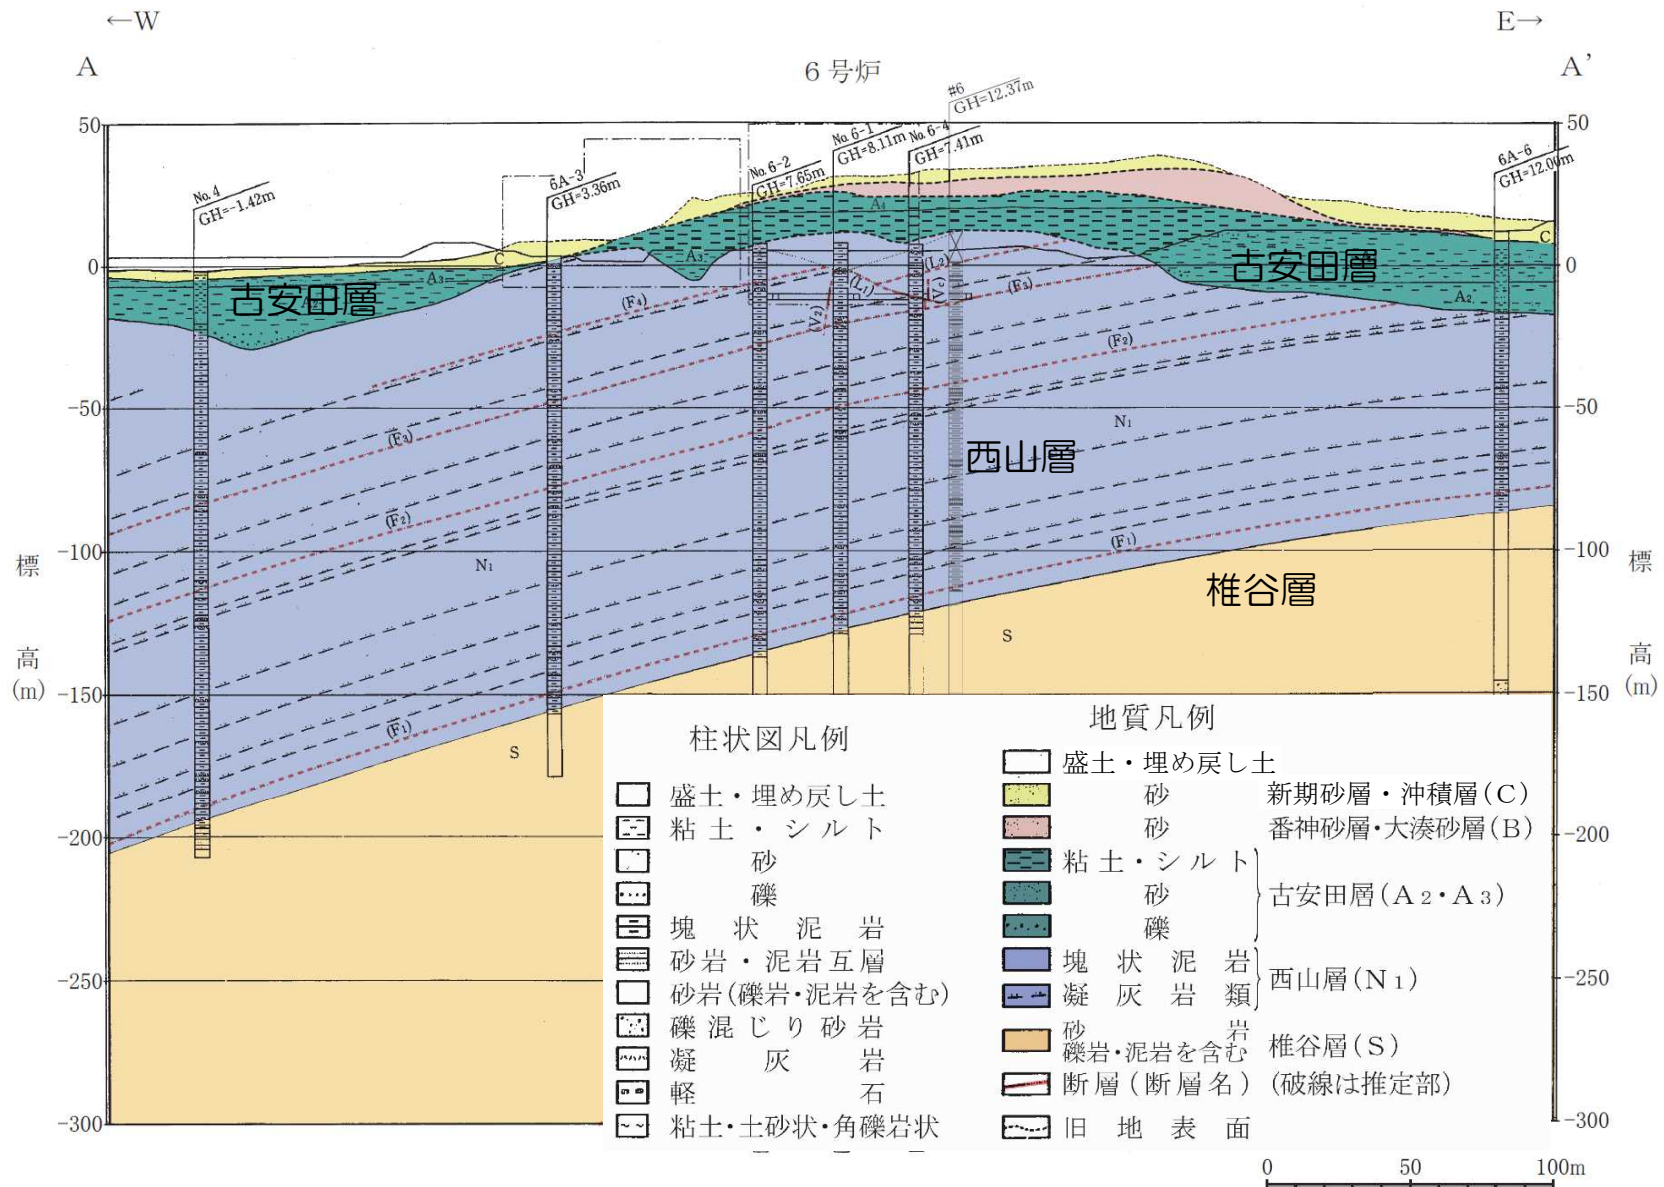 ←W
E→
A
6号炉
A’
#6
GH=12.37m
No.6-1
GH=8.11m
No.6-4
GH=7.41m
No.6-2
GH=7.65m
6A-6
GH=12.00m
6A-3
GH=3.36m
No.4
GH=-1.42m
50
50
A4
C
A3
A3
C
0
0
古安田層
古安田層
A2
A2
(F4)
(V2)
(L1)
(L2)
(F3)
(F2)
−50
−50
(F3)
N1
西山層
(F2)
(F1)
−100
−100
N1
椎谷層
標
高
(m)
標
高
(m)
S
−150
−150
(F1)
S
−200
−200
−250
−250
−300
−300
柱状図凡例
盛土・埋め戻し土
粘土・シルト
砂
礫
塊状泥岩
砂岩・泥岩互層
砂岩(礫岩・泥岩を含む)
礫混じり砂岩
凝灰岩
軽石
粘土・土砂状・角礫岩状
地質凡例
盛土・埋め戻し土
砂 新期砂層・沖積層(C)
砂 番神砂層・大湊砂層(B)
粘土・シルト
砂 古安田層(A2・A3)
礫
塊状泥岩
西山層(N1)
凝灰岩類
砂岩
礫岩・泥岩を含む 椎谷層(S)
断層(断層名) (破線は推定部)
旧地表面
0 50 100m